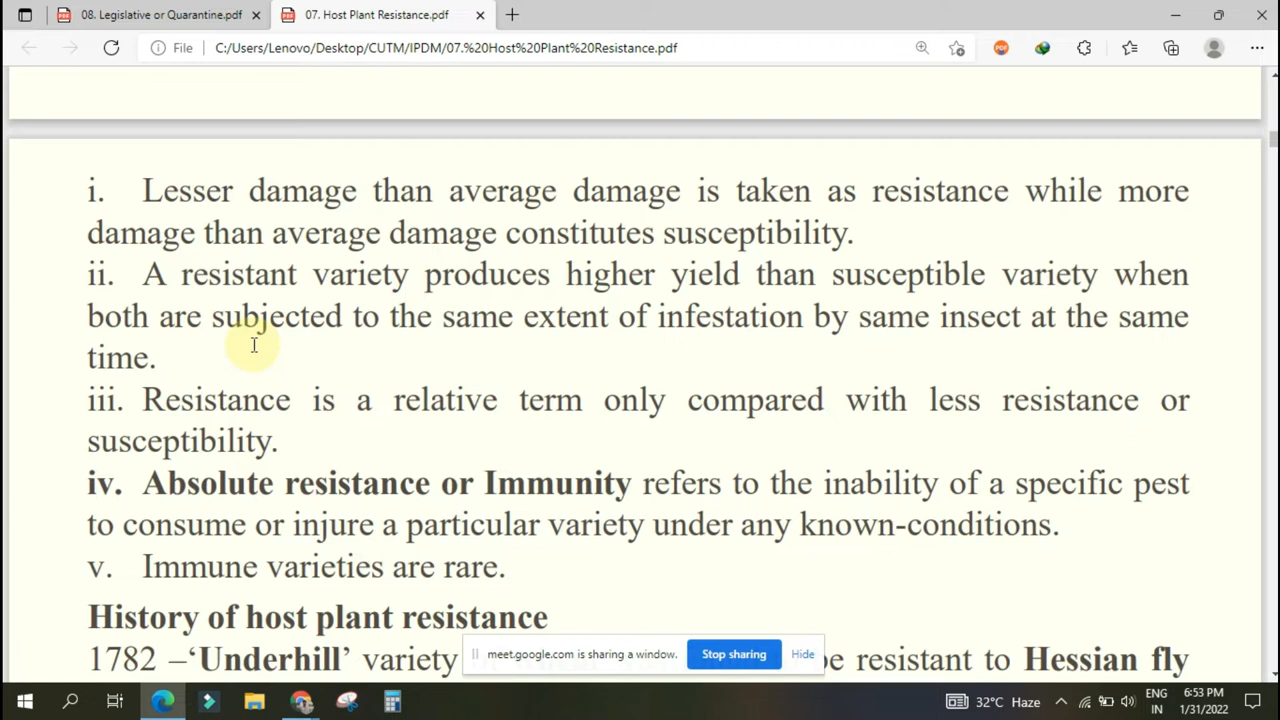 08. Legislative or Quarantine.pdf
07. Host Plant Resistance.pdf
File C:/Users/Lenovo/Desktop/CUTM/IPDM/07.%20Host%20Plant%20Resistance.pdf
i. Lesser damage than average damage is taken as resistance while more
damage than average damage constitutes susceptibility.
ii. A resistant variety produces higher yield than susceptible variety when
both are subjected to the same extent of infestation by same insect at the same
time.
iii. Resistance is a relative term only compared with less resistance or
susceptibility.
iv. Absolute resistance or Immunity refers to the inability of a specific pest
to consume or injure a particular variety under any known-conditions.
v. Immune varieties are rare.
History of host plant resistance
1782 –‘Underhill’ variety be resistant to Hessian fly
meet.google.com is sharing a window. Stop sharing Hide
32°C Haze
ENG
IN
6:53 PM
1/31/2022